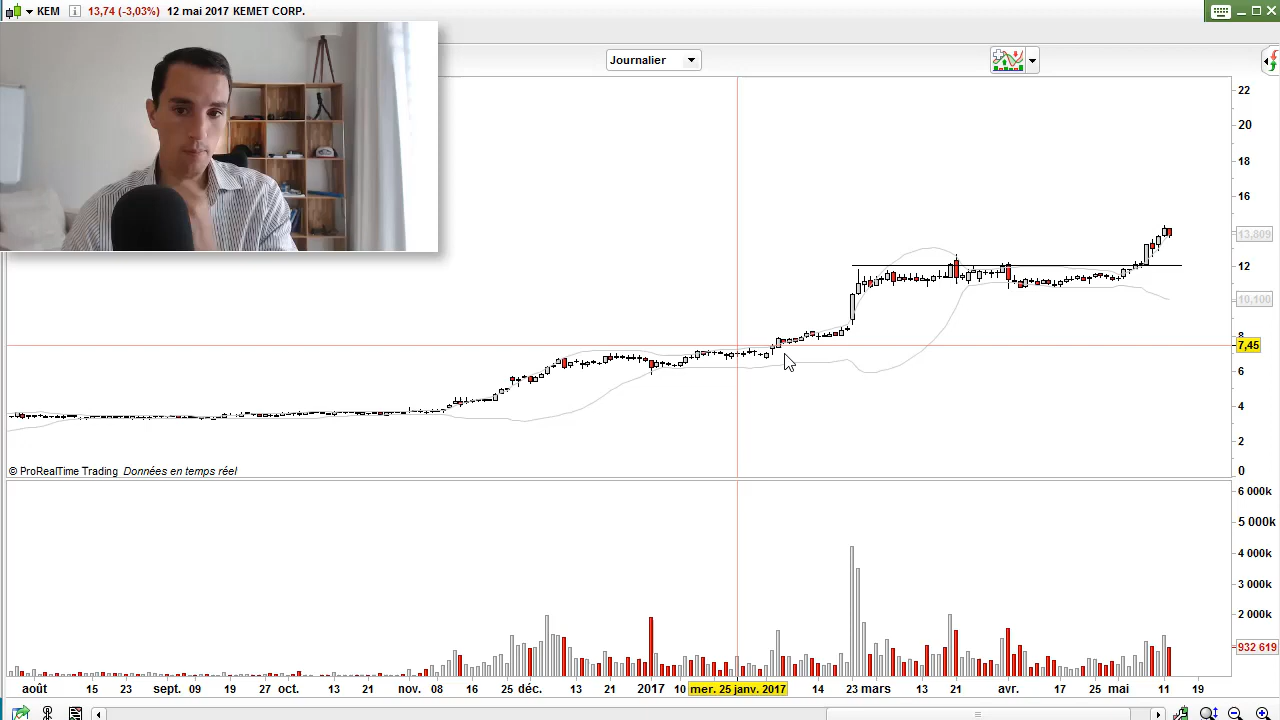 KEM 13,74 (-3,03%) 12 mai 2017 KEMET CORP.
Journalier
22
20
18
16
13,809
12
10,100
8
7,45
6
4
2
0
© ProRealTime Trading Données en temps réel
6 000k
5 000k
4 000k
3 000k
2 000k
932 619
août 15 23 sept. 09 19 27 oct. 13 21 nov. 08 16 25 déc. 13 21 2017 10 mer. 25 janv. 2017 14 23 mars 13 21 avr. 17 25 mai 11 19